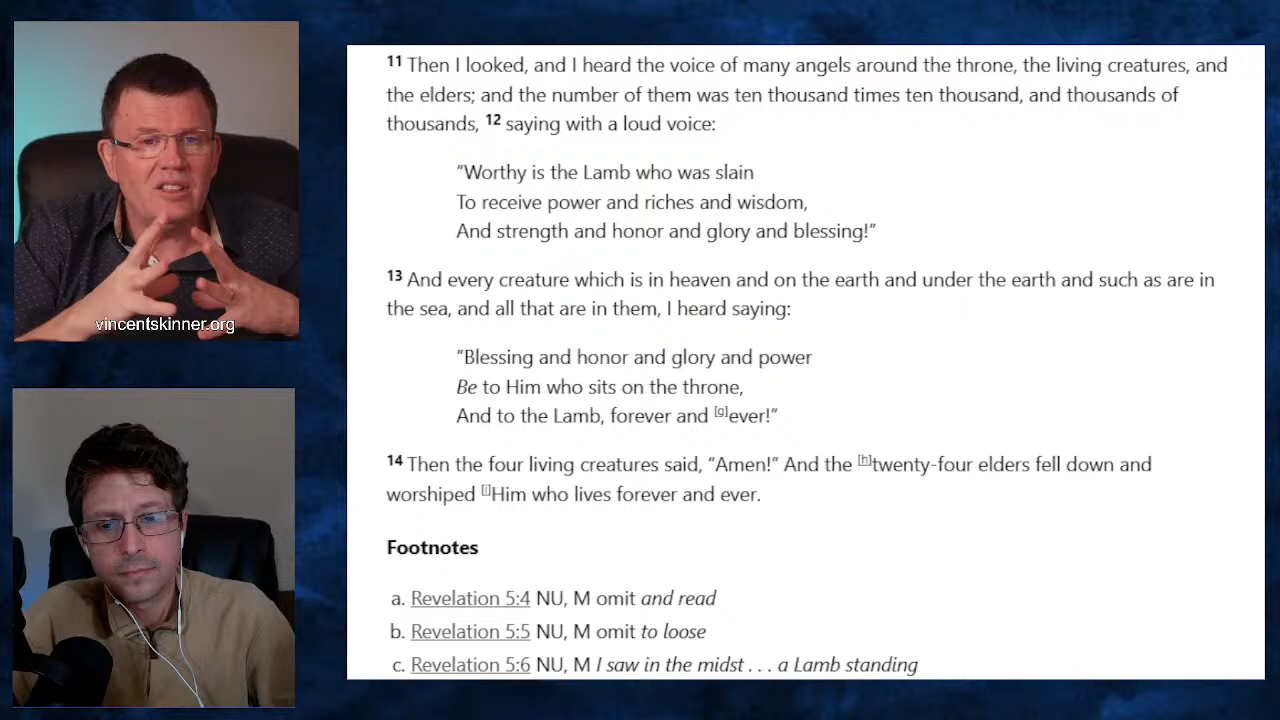 vincentskinner.org
11 Then I looked, and I heard the voice of many angels around the throne, the living creatures, and
the elders; and the number of them was ten thousand times ten thousand, and thousands of
thousands, 12 saying with a loud voice:
“Worthy is the Lamb who was slain
To receive power and riches and wisdom,
And strength and honor and glory and blessing!”
13 And every creature which is in heaven and on the earth and under the earth and such as are in
the sea, and all that are in them, I heard saying:
“Blessing and honor and glory and power
Be to Him who sits on the throne,
And to the Lamb, forever and [g]ever!”
14 Then the four living creatures said, “Amen!” And the [h]twenty-four elders fell down and
worshiped [i]Him who lives forever and ever.
Footnotes
a. Revelation 5:4 NU, M omit and read
b. Revelation 5:5 NU, M omit to loose
c. Revelation 5:6 NU, M I saw in the midst . . . a Lamb standing